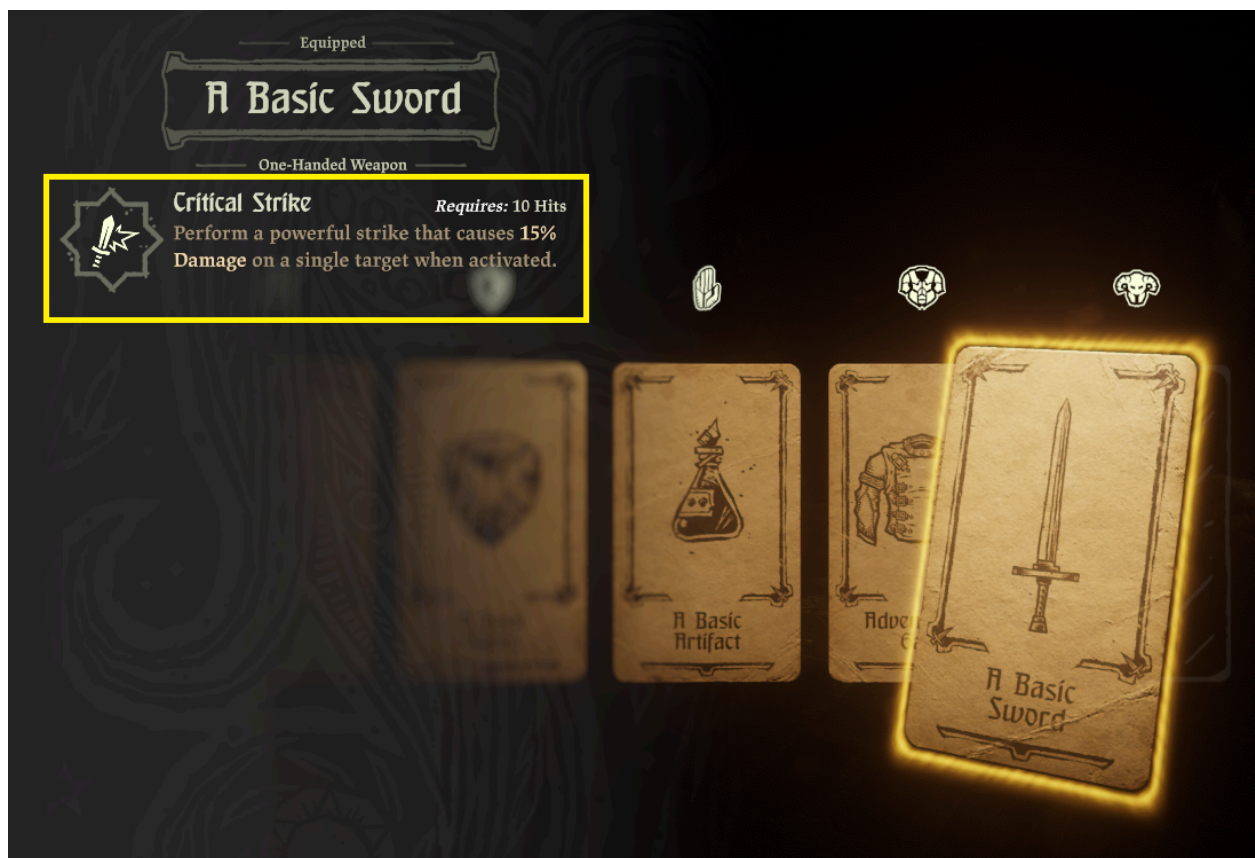 Equipped
A Basic Sword
One-Handed Weapon
Critical Strike
Requires: 10 Hits
Perform a powerful strike that causes 15%
Damage on a single target when activated.
A Basic
Artifact
A Basic
Sword